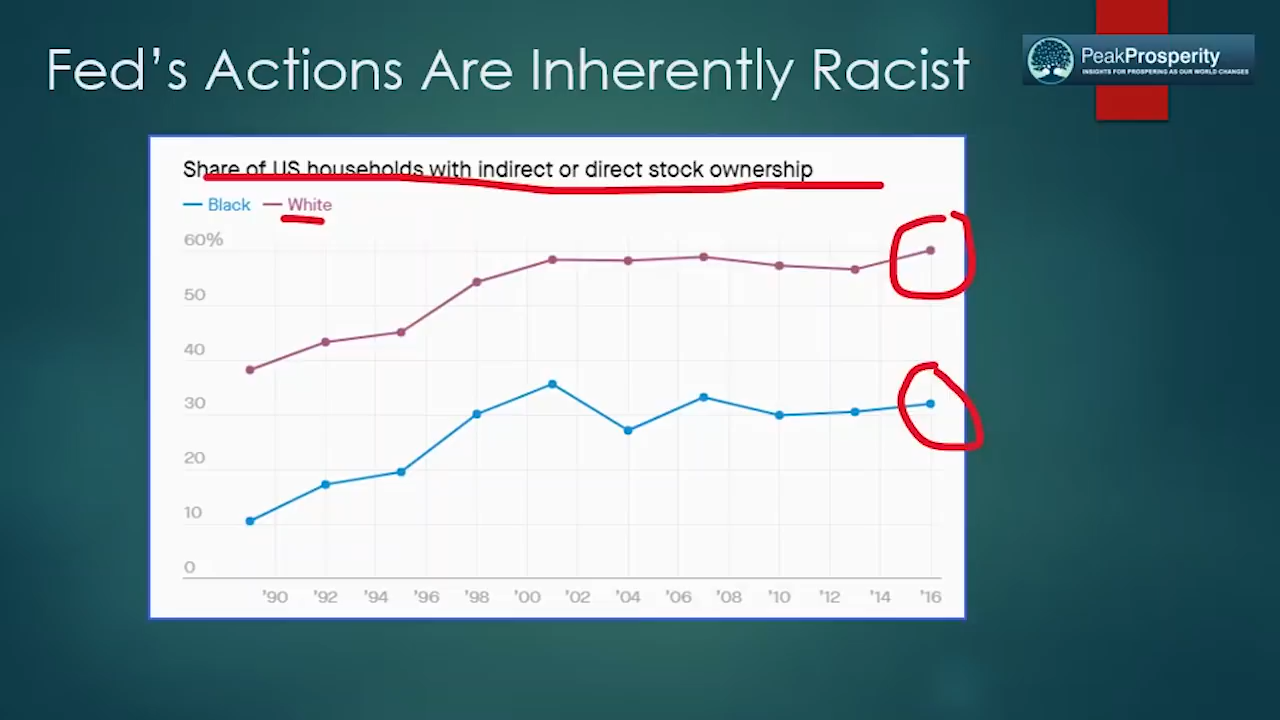 Fed's Actions Are Inherently Racist
PeakProsperity
INSIGHTS FOR PROSPERING AS OUR WORLD CHANGES
Share of US households with indirect or direct stock ownership
Black White
60%
50
40
30
20
10
0
'90 '92 '94 '96 '98 '00 '02 '04 '06 '08 '10 '12 '14 '16